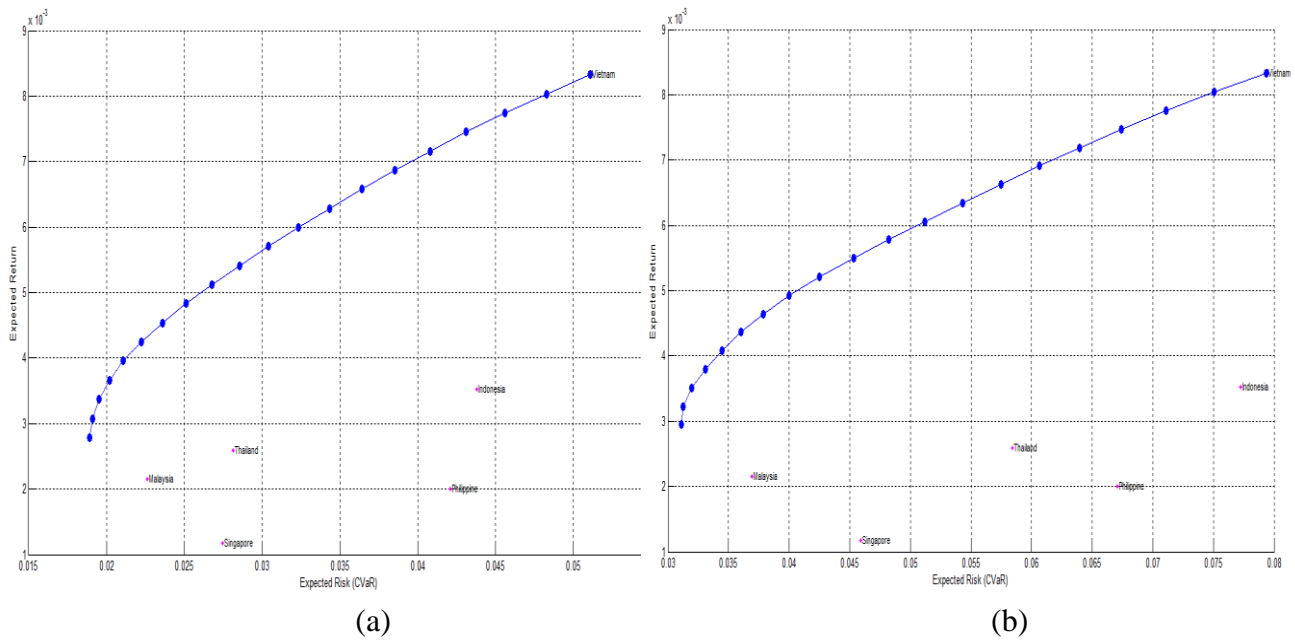 x 10⁻³
9
8
7
6
5
4
3
2
1
Expected Return
Vietnam
Indonesia
Thailand
Malaysia
Philippine
Singapore
0.015 0.02 0.025 0.03 0.035 0.04 0.045 0.05
Expected Risk (CVaR)
(a)
x 10⁻³
9
8
7
6
5
4
3
2
1
Expected Return
Vietnam
Indonesia
Thailabd
Malaysia
Philippine
Singapore
0.03 0.035 0.04 0.045 0.05 0.055 0.06 0.065 0.07 0.075 0.08
Expected Risk (CVaR)
(b)